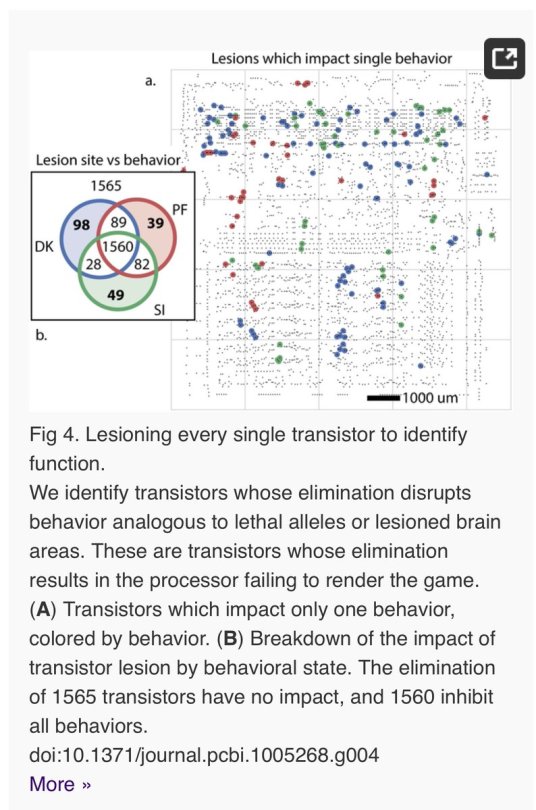 Lesions which impact single behavior
a.
Lesion site vs behavior
1565
98
89
39
PF
DK
1560
28
82
49
SI
b.
1000 um
Fig 4. Lesioning every single transistor to identify
function.
We identify transistors whose elimination disrupts
behavior analogous to lethal alleles or lesioned brain
areas. These are transistors whose elimination
results in the processor failing to render the game.
(A) Transistors which impact only one behavior,
colored by behavior. (B) Breakdown of the impact of
transistor lesion by behavioral state. The elimination
of 1565 transistors have no impact, and 1560 inhibit
all behaviors.
doi:10.1371/journal.pcbi.1005268.g004
More »